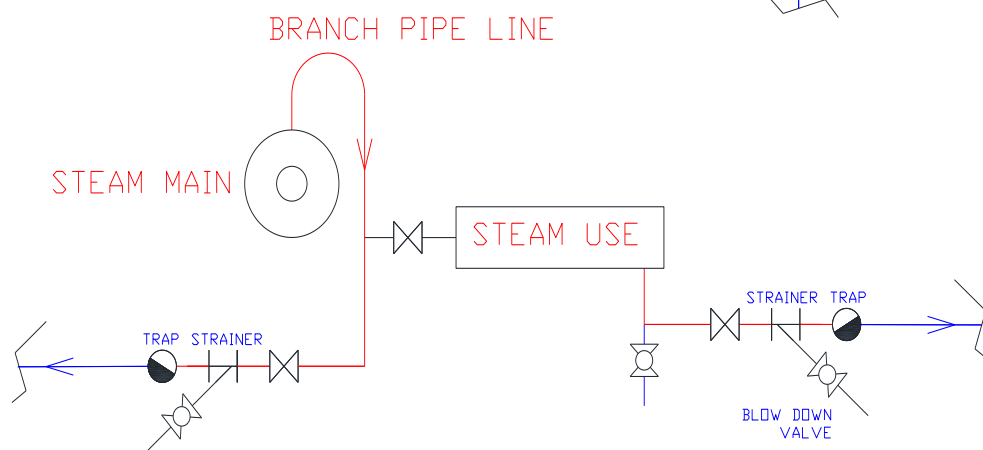 BRANCH PIPE LINE
STEAM MAIN
STEAM USE
STRAINER TRAP
TRAP STRAINER
BLOW DOWN
VALVE